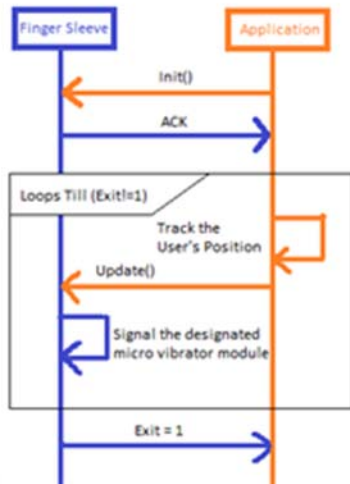 Finger Sleeve
Application
Init()
ACK
Loops Till (Exit!=1)
Track the
User's Position
Update()
Signal the designated
micro vibrator module
Exit = 1